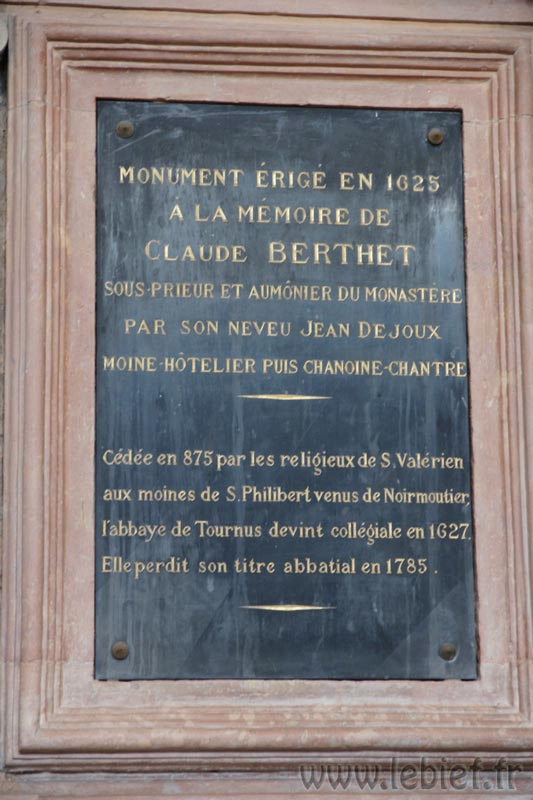 MONUMENT ÉRIGÉ EN 1625
À LA MÉMOIRE DE
CLAUDE BERTHET
SOUS-PRIEUR ET AUMÔNIER DU MONASTÈRE
PAR SON NEVEU JEAN DEJOUX
MOINE-HÔTELIER PUIS CHANOINE-CHANTRE
Cédée en 875 par les religieux de S. Valérien
aux moines de S. Philibert venus de Noirmoutier,
l'abbaye de Tournus devint collégiale en 1627.
Elle perdit son titre abbatial en 1785.
www.lebief.fr